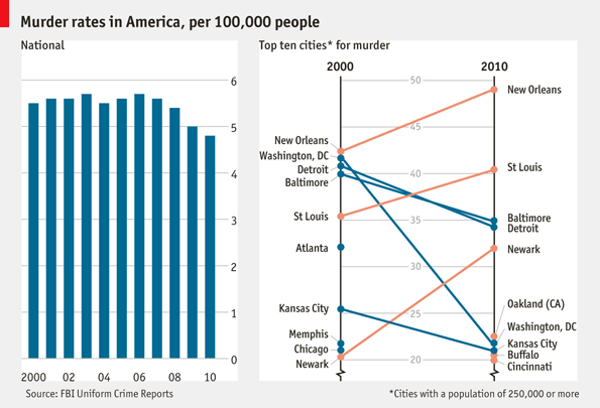 Murder rates in America, per 100,000 people
National
6
5
4
3
2
1
0
2000 02 04 06 08 10
Top ten cities* for murder
2000 2010
50
40
35
30
25
20
New Orleans
Washington, DC
Detroit
Baltimore
St Louis
Atlanta
Kansas City
Memphis
Chicago
Newark
New Orleans
St Louis
Baltimore
Detroit
Newark
Oakland (CA)
Washington, DC
Kansas City
Buffalo
Cincinnati
Source: FBI Uniform Crime Reports
*Cities with a population of 250,000 or more